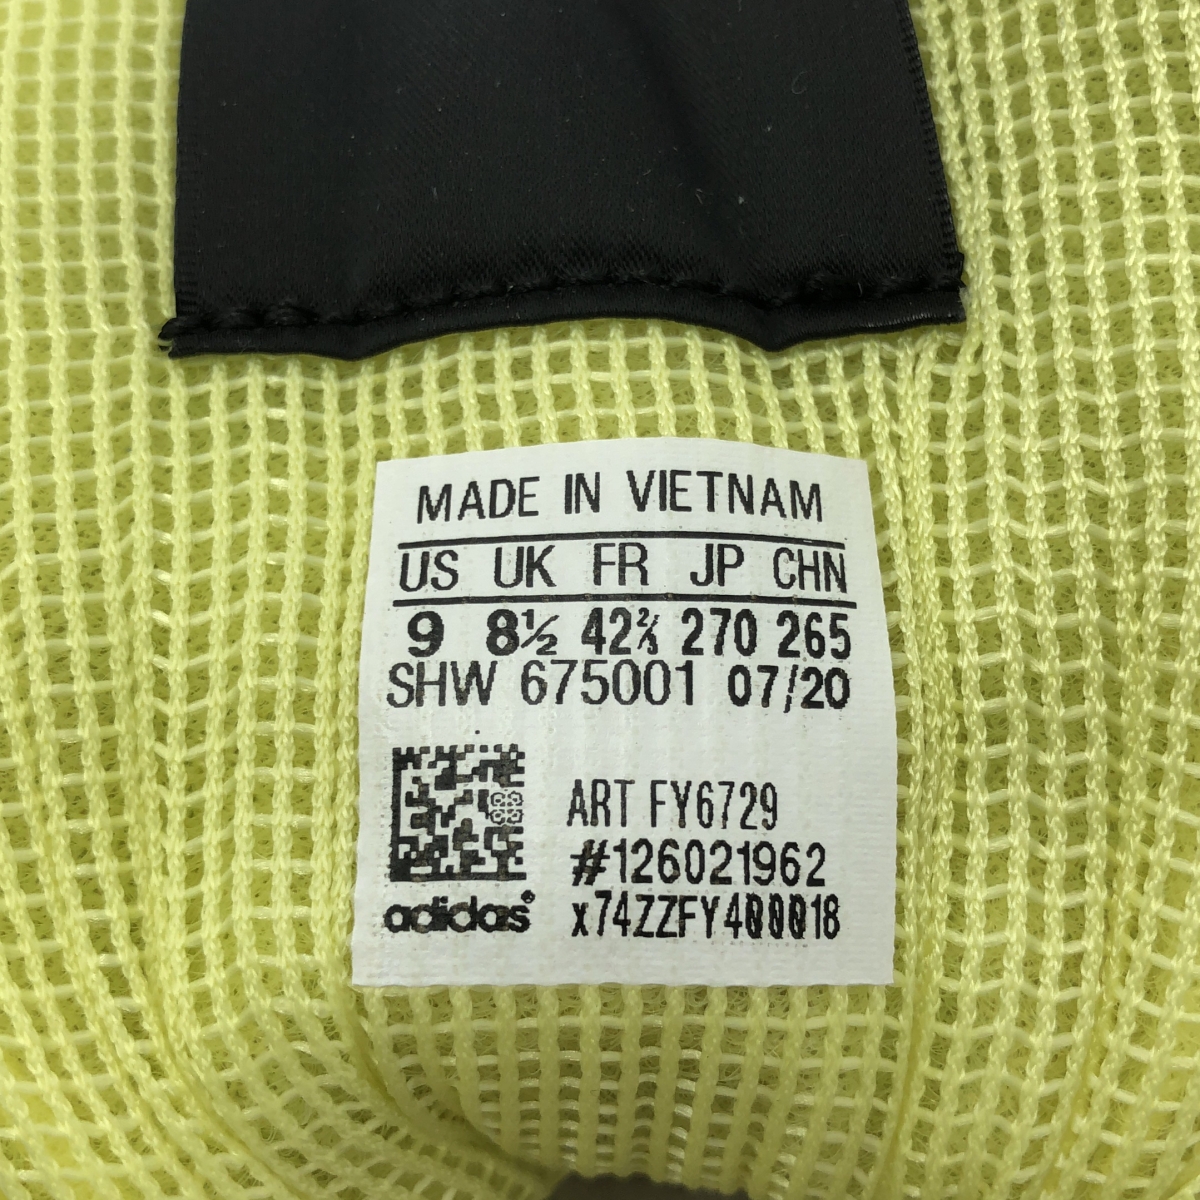 MADE IN VIETNAM
US UK FR JP CHN
9 8½ 42⅔ 270 265
SHW 675001 07/20
ART FY6729
#126021962
x74ZZFY400018
adidas®